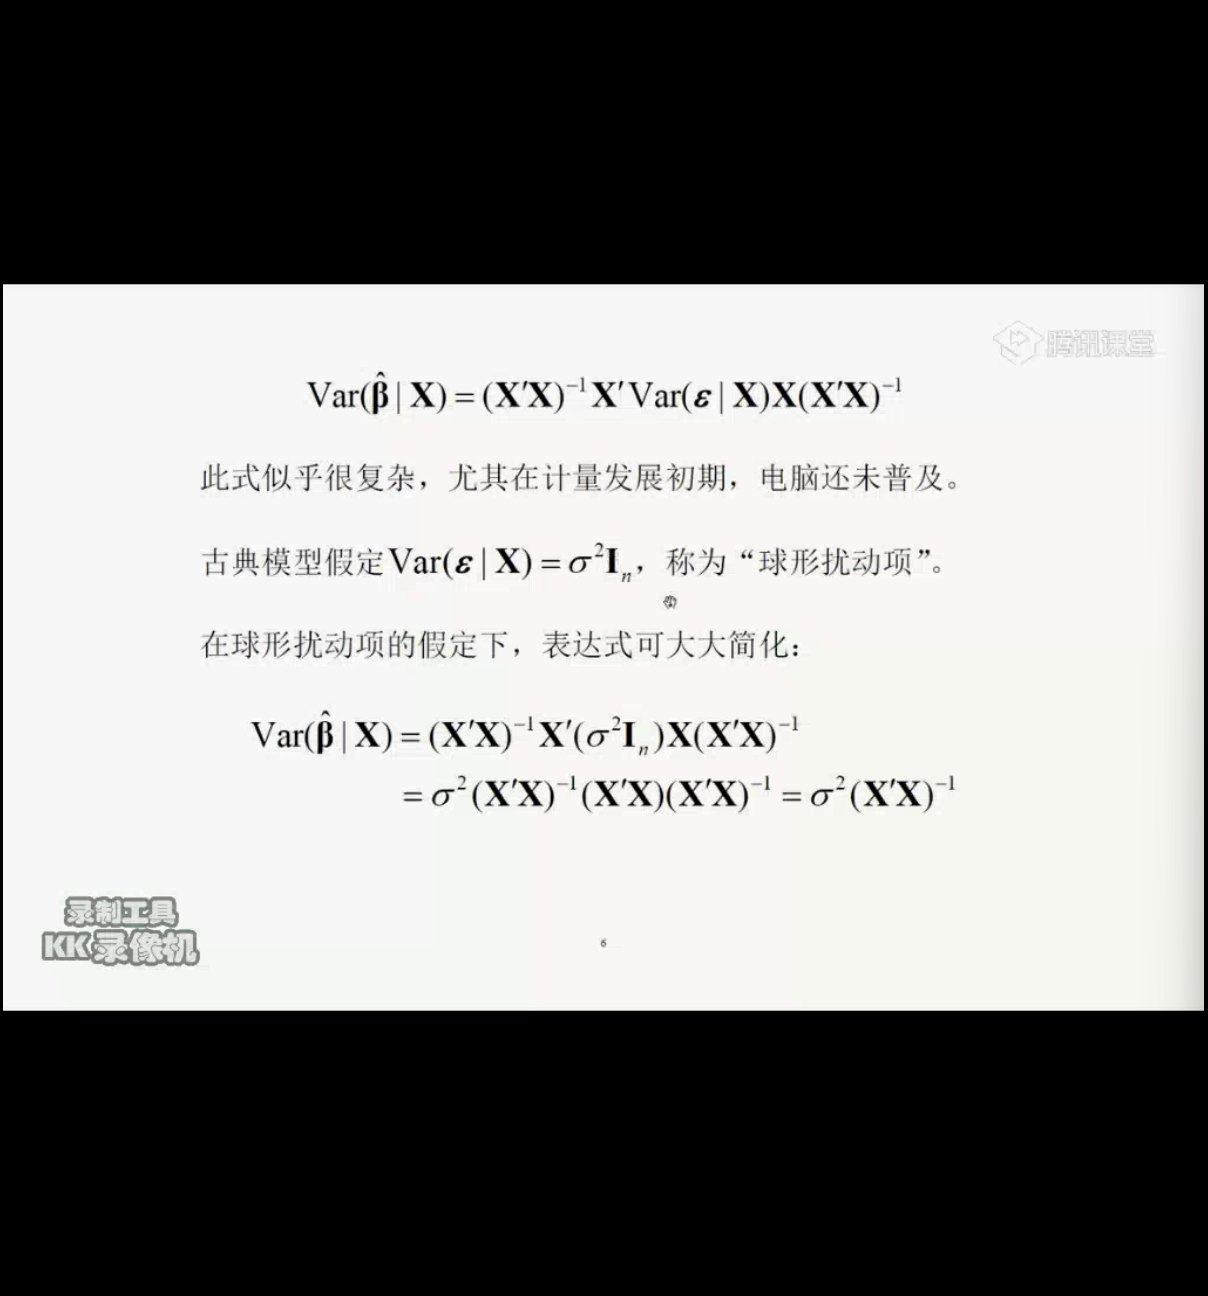 腾讯课堂
Var(β̂ | X) = (X′X)⁻¹X′Var(ε | X)X(X′X)⁻¹
此式似乎很复杂，尤其在计量发展初期，电脑还未普及。
古典模型假定Var(ε | X) = σ²Iₙ，称为“球形扰动项”。
在球形扰动项的假定下，表达式可大大简化：
Var(β̂ | X) = (X′X)⁻¹X′(σ²Iₙ)X(X′X)⁻¹
= σ²(X′X)⁻¹(X′X)(X′X)⁻¹ = σ²(X′X)⁻¹
录制工具
KK录像机
6